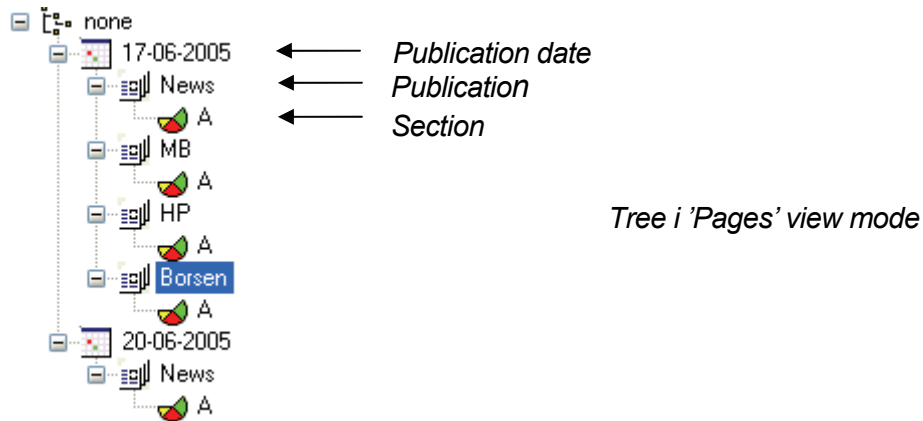 none
17-06-2005 Publication date
News Publication
A Section
MB
A
HP
A
Tree i ’Pages’ view mode
Borsen
A
20-06-2005
News
A